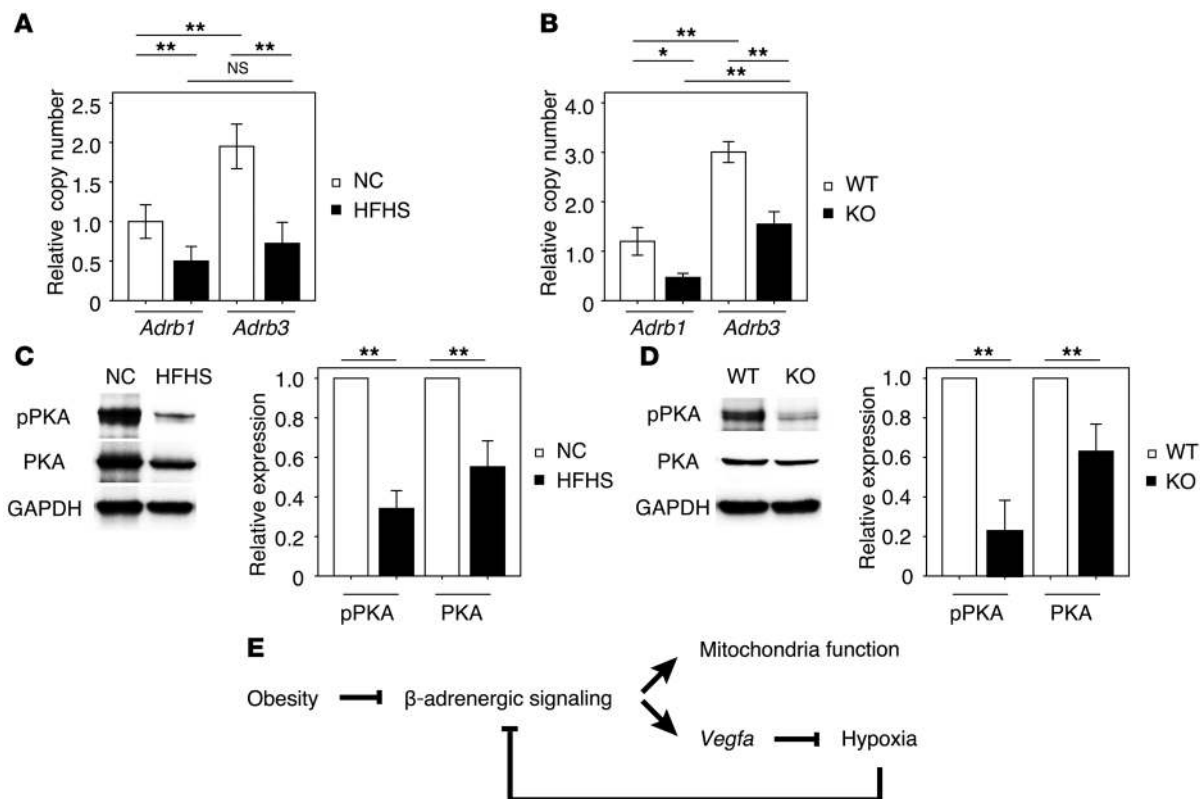 A
**
**
**
NS
Relative copy number
2.5
2.0
1.0
0.5
0
Adrb1
Adrb3
NC
HFHS
B
**
*
**
**
Relative copy number
4.0
3.0
2.0
1.0
0
Adrb1
Adrb3
WT
KO
C
NC HFHS
pPKA
PKA
GAPDH
**
**
Relative expression
1.0
0.8
0.6
0.4
0.2
0
pPKA
PKA
NC
HFHS
D
WT KO
pPKA
PKA
GAPDH
**
**
Relative expression
1.0
0.8
0.6
0.4
0.2
0
pPKA
PKA
WT
KO
E
Mitochondria function
Obesity β-adrenergic signaling
Vegfa Hypoxia